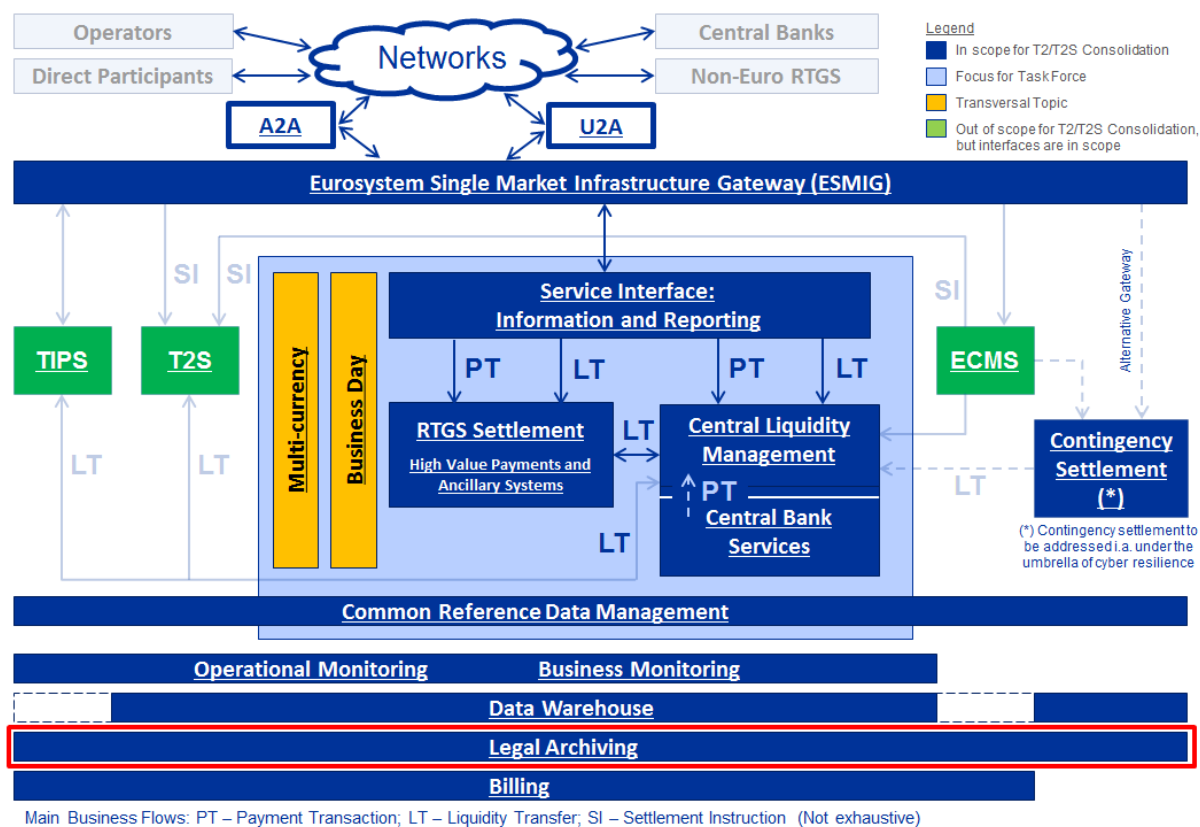 Operators
Networks
Central Banks
Legend
In scope for T2/T2S Consolidation
Direct Participants
Non-Euro RTGS
Focus for Task Force
Transversal Topic
A2A
U2A
Out of scope for T2/T2S Consolidation,
but interfaces are in scope
Eurosystem Single Market Infrastructure Gateway (ESMIG)
SI
SI
SI
Alternative Gateway
Service Interface:
Information and Reporting
TIPS
T2S
Multi-currency
Business Day
PT
LT
PT
LT
ECMS
RTGS Settlement
High Value Payments and
Ancillary Systems
LT
Central Liquidity
Management
Contingency
Settlement
(*)
LT
LT
PT
LT
Central Bank
Services
LT
(*) Contingency settlement to
be addressed i.a. under the
umbrella of cyber resilience
Common Reference Data Management
Operational Monitoring
Business Monitoring
Data Warehouse
Legal Archiving
Billing
Main Business Flows: PT – Payment Transaction; LT – Liquidity Transfer; SI – Settlement Instruction (Not exhaustive)